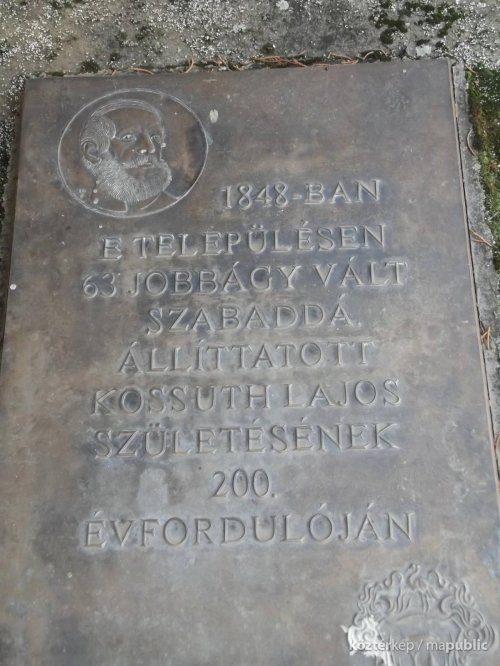 1848-BAN
E TELEPÜLÉSEN
63 JOBBÁGY VÁLT
SZABADDÁ.
ÁLLÍTTATOTT
KOSSUTH LAJOS
SZÜLETÉSÉNEK
200.
ÉVFORDULÓJÁN
köztérkép / mapublic